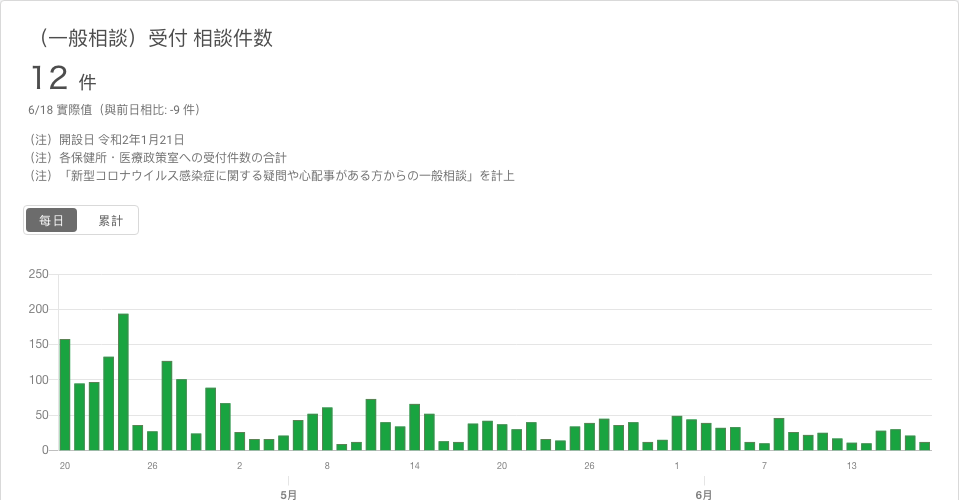 （一般相談）受付 相談件数
12 件
6/18 實際値（與前日相比: -9 件）
（注）開設日 令和2年1月21日
（注）各保健所・医療政策室への受付件数の合計
（注）「新型コロナウイルス感染症に関する疑問や心配事がある方からの一般相談」を計上
每日 累計
250
200
150
100
50
0
20 26 2 8 14 20 26 1 7 13
5月 6月